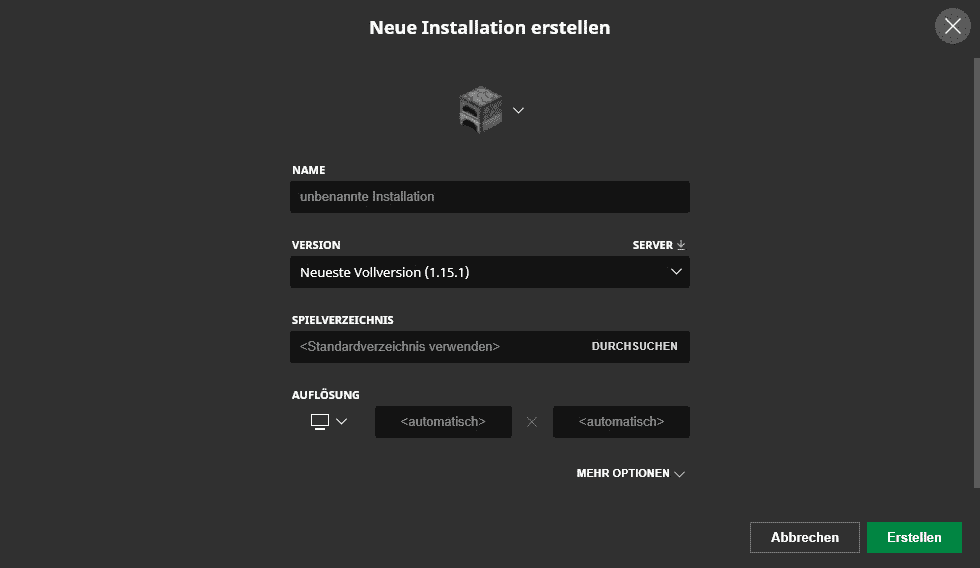 Neue Installation erstellen
NAME
unbenannte Installation
VERSION SERVER
Neueste Vollversion (1.15.1)
SPIELVERZEICHNIS
<Standardverzeichnis verwenden> DURCHSUCHEN
AUFLÖSUNG
<automatisch> <automatisch>
MEHR OPTIONEN
Abbrechen Erstellen